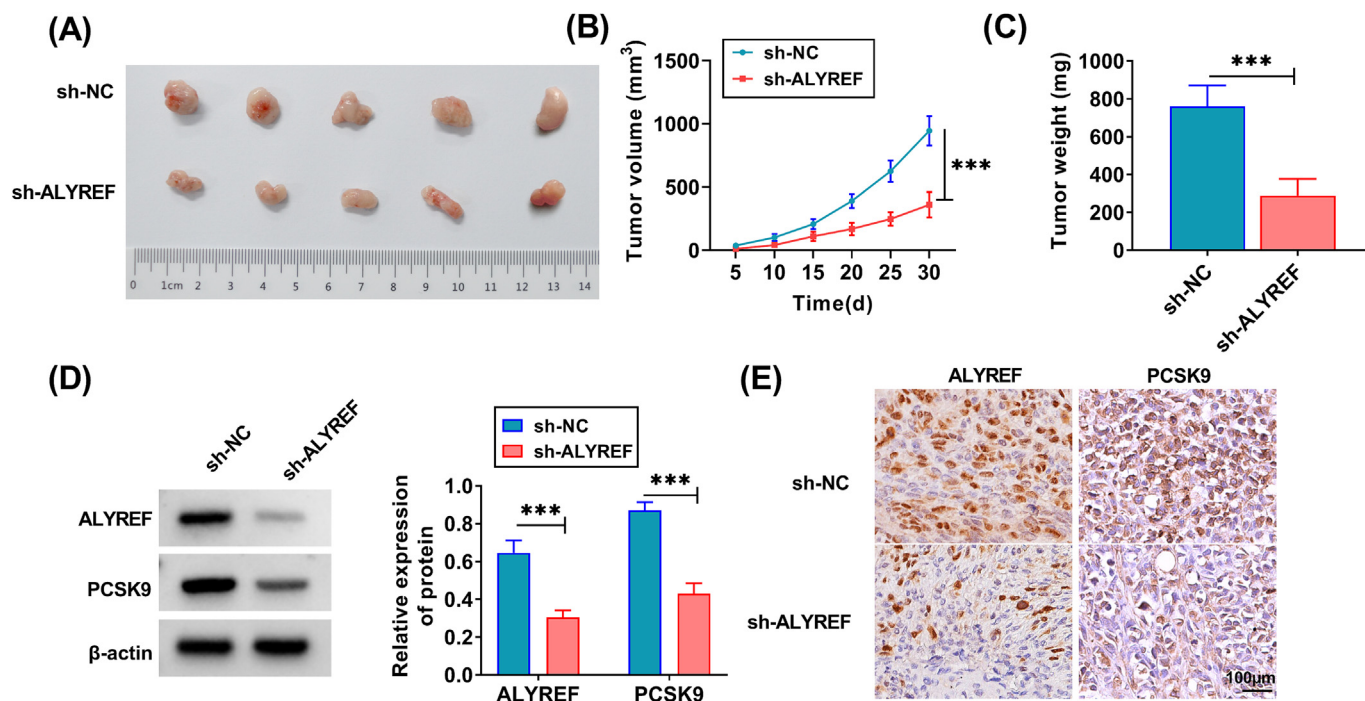 (A)
sh-NC
sh-ALYREF
0 1cm 2 3 4 5 6 7 8 9 10 11 12 13 14
(B)
sh-NC
sh-ALYREF
Tumor volume (mm³)
1500
1000
500
0
***
5 10 15 20 25 30
Time(d)
(C)
Tumor weight (mg)
1000
800
600
400
200
0
***
sh-NC
sh-ALYREF
(D)
sh-NC
sh-ALYREF
ALYREF
PCSK9
β-actin
sh-NC
sh-ALYREF
Relative expression
of protein
1.0
0.8
0.6
0.4
0.2
0.0
***
***
ALYREF PCSK9
(E)
ALYREF PCSK9
sh-NC
sh-ALYREF
100μm